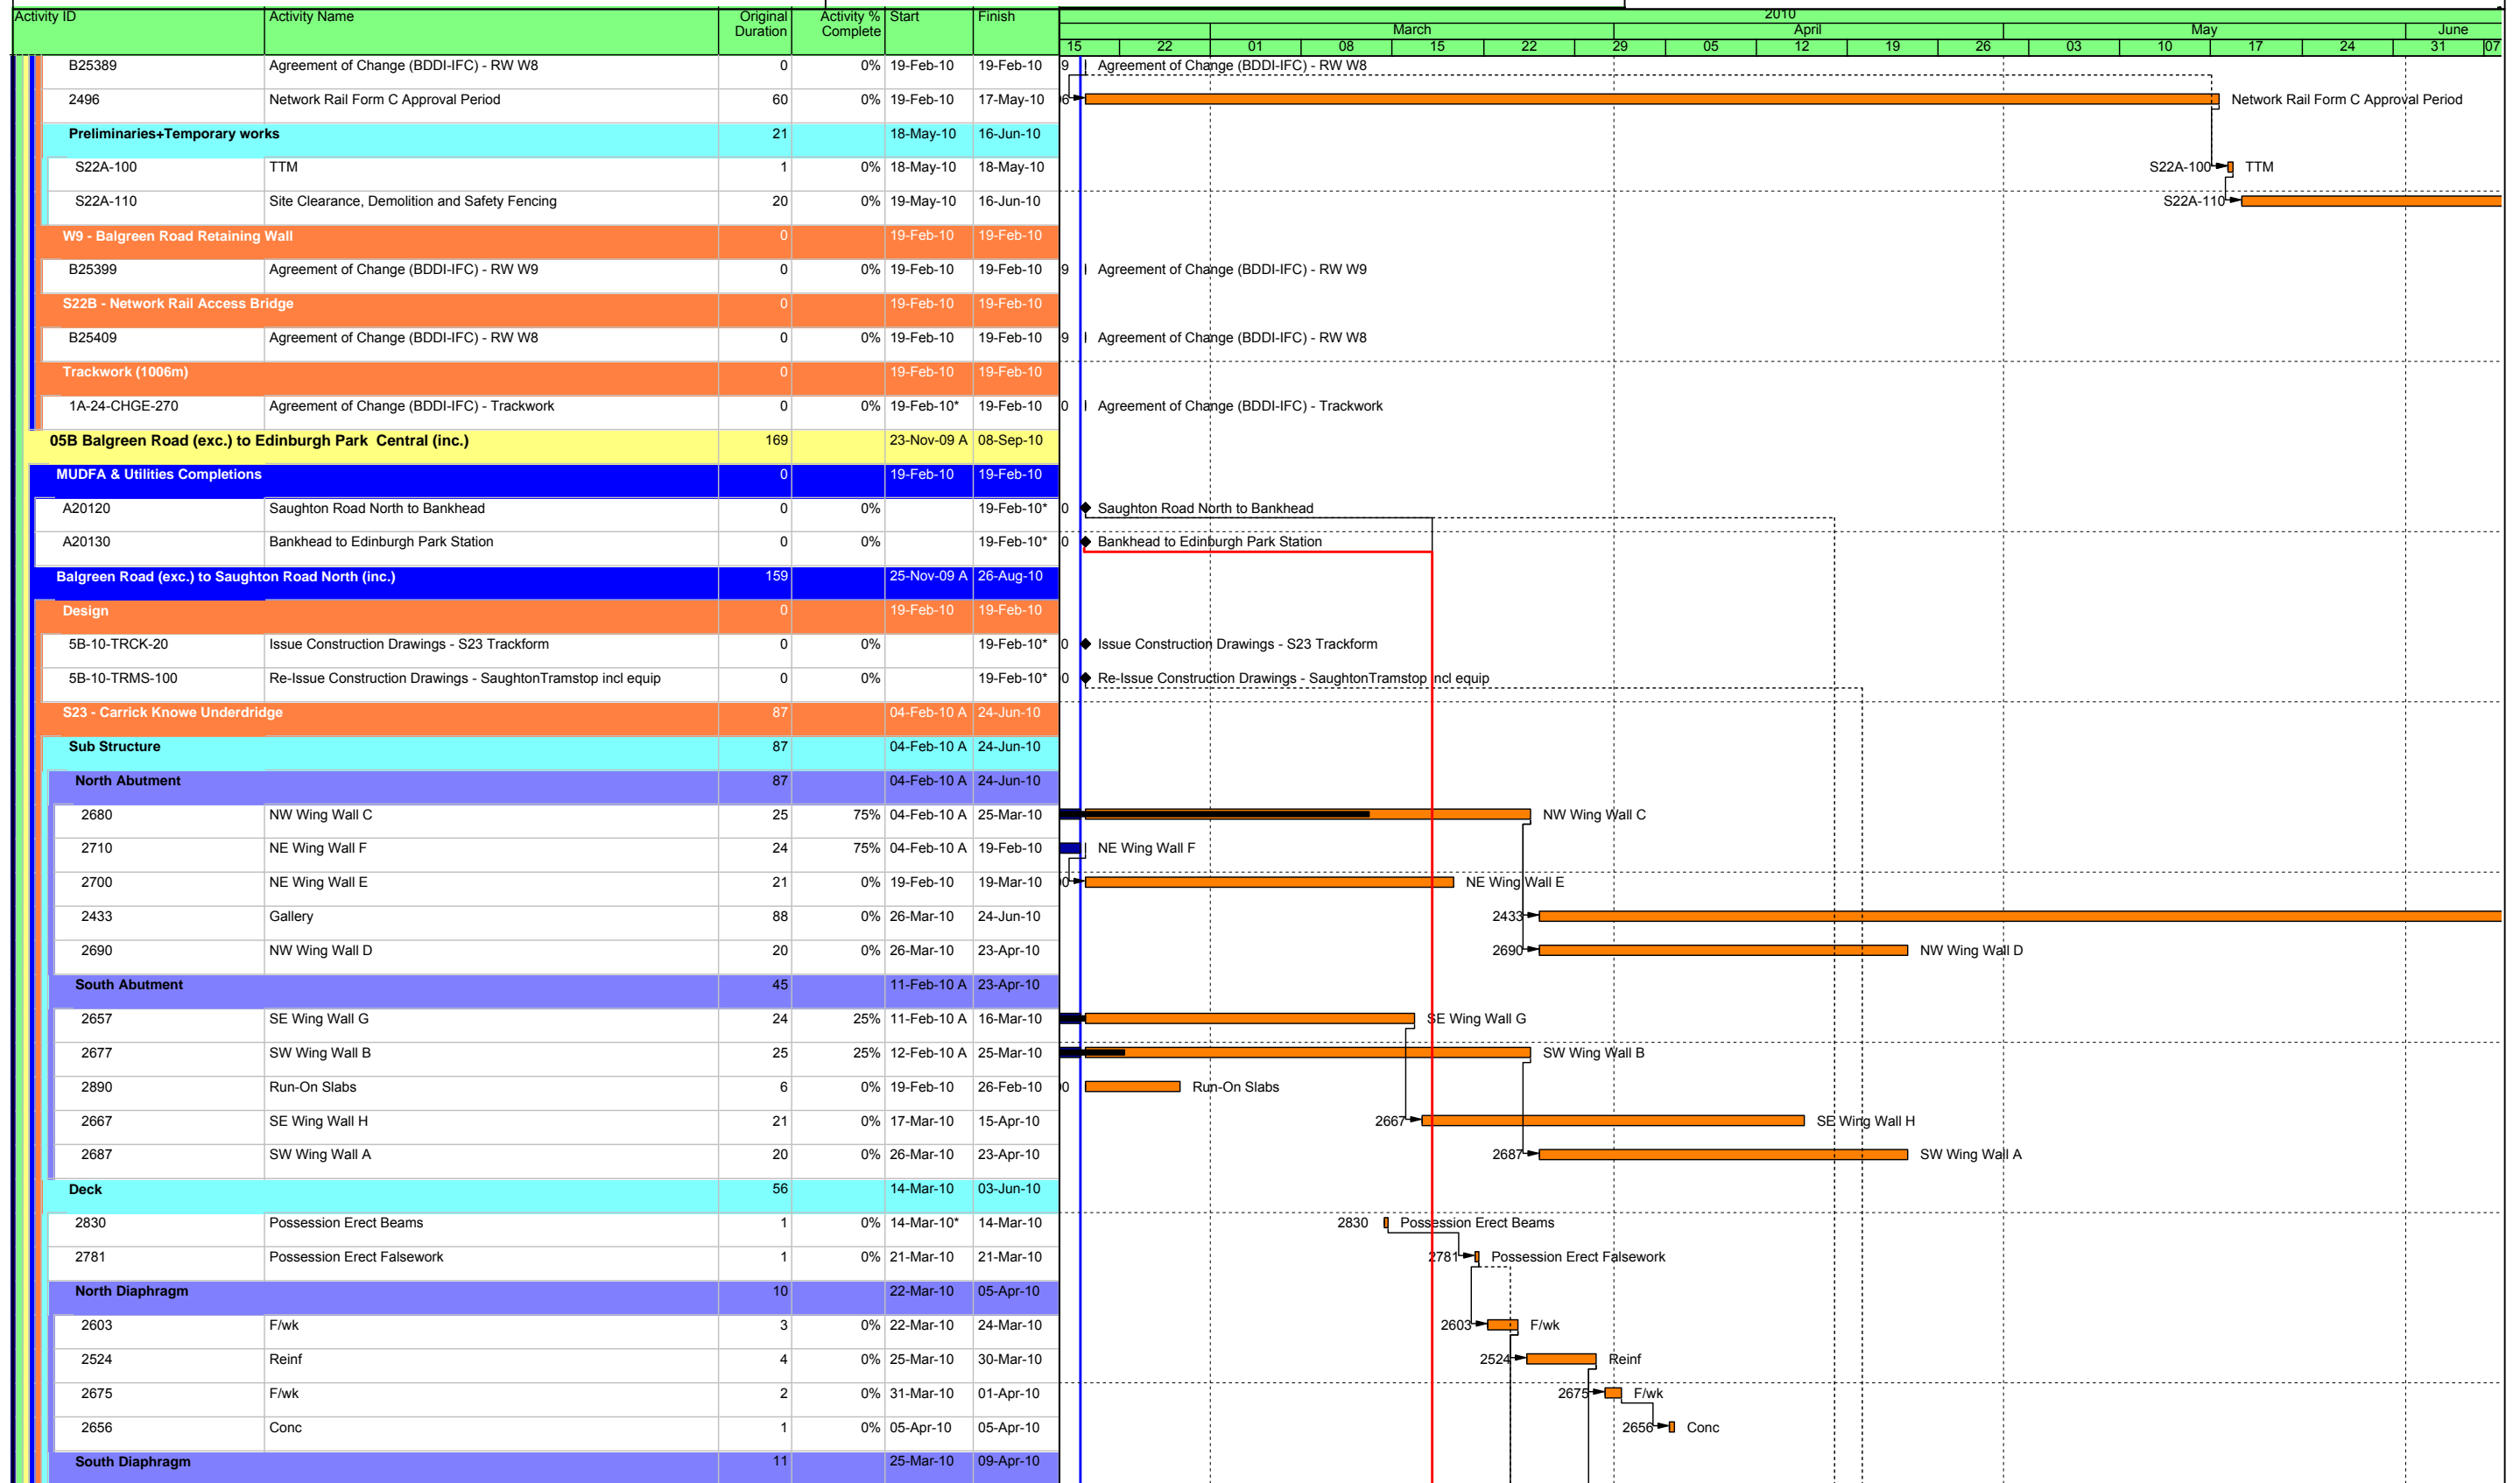 Activity ID Activity Name Original Duration Activity % Complete Start Finish 2010
March April May June
15 22 01 08 15 22 29 05 12 19 26 03 10 17 24 31 07
B25389 Agreement of Change (BDDI-IFC) - RW W8 0 0% 19-Feb-10 19-Feb-10 9 Agreement of Change (BDDI-IFC) - RW W8
2496 Network Rail Form C Approval Period 60 0% 19-Feb-10 17-May-10 Network Rail Form C Approval Period
Preliminaries+Temporary works 21 18-May-10 16-Jun-10
S22A-100 TTM 1 0% 18-May-10 18-May-10 S22A-100 TTM
S22A-110 Site Clearance, Demolition and Safety Fencing 20 0% 19-May-10 16-Jun-10 S22A-110
W9 - Balgreen Road Retaining Wall 0 19-Feb-10 19-Feb-10
B25399 Agreement of Change (BDDI-IFC) - RW W9 0 0% 19-Feb-10 19-Feb-10 9 Agreement of Change (BDDI-IFC) - RW W9
S22B - Network Rail Access Bridge 0 19-Feb-10 19-Feb-10
B25409 Agreement of Change (BDDI-IFC) - RW W8 0 0% 19-Feb-10 19-Feb-10 9 Agreement of Change (BDDI-IFC) - RW W8
Trackwork (1006m) 0 19-Feb-10 19-Feb-10
1A-24-CHGE-270 Agreement of Change (BDDI-IFC) - Trackwork 0 0% 19-Feb-10* 19-Feb-10 0 Agreement of Change (BDDI-IFC) - Trackwork
05B Balgreen Road (exc.) to Edinburgh Park Central (inc.) 169 23-Nov-09 A 08-Sep-10
MUDFA & Utilities Completions 0 19-Feb-10 19-Feb-10
A20120 Saughton Road North to Bankhead 0 0% 19-Feb-10* 0 Saughton Road North to Bankhead
A20130 Bankhead to Edinburgh Park Station 0 0% 19-Feb-10* 0 Bankhead to Edinburgh Park Station
Balgreen Road (exc.) to Saughton Road North (inc.) 159 25-Nov-09 A 26-Aug-10
Design 0 19-Feb-10 19-Feb-10
5B-10-TRCK-20 Issue Construction Drawings - S23 Trackform 0 0% 19-Feb-10* 0 Issue Construction Drawings - S23 Trackform
5B-10-TRMS-100 Re-Issue Construction Drawings - SaughtonTramstop incl equip 0 0% 19-Feb-10* 0 Re-Issue Construction Drawings - SaughtonTramstop incl equip
S23 - Carrick Knowe Underdridge 87 04-Feb-10 A 24-Jun-10
Sub Structure 87 04-Feb-10 A 24-Jun-10
North Abutment 87 04-Feb-10 A 24-Jun-10
2680 NW Wing Wall C 25 75% 04-Feb-10 A 25-Mar-10 NW Wing Wall C
2710 NE Wing Wall F 24 75% 04-Feb-10 A 19-Feb-10 NE Wing Wall F
2700 NE Wing Wall E 21 0% 19-Feb-10 19-Mar-10 0 NE Wing Wall E
2433 Gallery 88 0% 26-Mar-10 24-Jun-10 2433
2690 NW Wing Wall D 20 0% 26-Mar-10 23-Apr-10 2690 NW Wing Wall D
South Abutment 45 11-Feb-10 A 23-Apr-10
2657 SE Wing Wall G 24 25% 11-Feb-10 A 16-Mar-10 SE Wing Wall G
2677 SW Wing Wall B 25 25% 12-Feb-10 A 25-Mar-10 SW Wing Wall B
2890 Run-On Slabs 6 0% 19-Feb-10 26-Feb-10 0 Run-On Slabs
2667 SE Wing Wall H 21 0% 17-Mar-10 15-Apr-10 2667 SE Wing Wall H
2687 SW Wing Wall A 20 0% 26-Mar-10 23-Apr-10 2687 SW Wing Wall A
Deck 56 14-Mar-10 03-Jun-10
2830 Possession Erect Beams 1 0% 14-Mar-10* 14-Mar-10 2830 Possession Erect Beams
2781 Possession Erect Falsework 1 0% 21-Mar-10 21-Mar-10 2781 Possession Erect Falsework
North Diaphragm 10 22-Mar-10 05-Apr-10
2603 F/wk 3 0% 22-Mar-10 24-Mar-10 2603 F/wk
2524 Reinf 4 0% 25-Mar-10 30-Mar-10 2524 Reinf
2675 F/wk 2 0% 31-Mar-10 01-Apr-10 2675 F/wk
2656 Conc 1 0% 05-Apr-10 05-Apr-10 2656 Conc
South Diaphragm 11 25-Mar-10 09-Apr-10